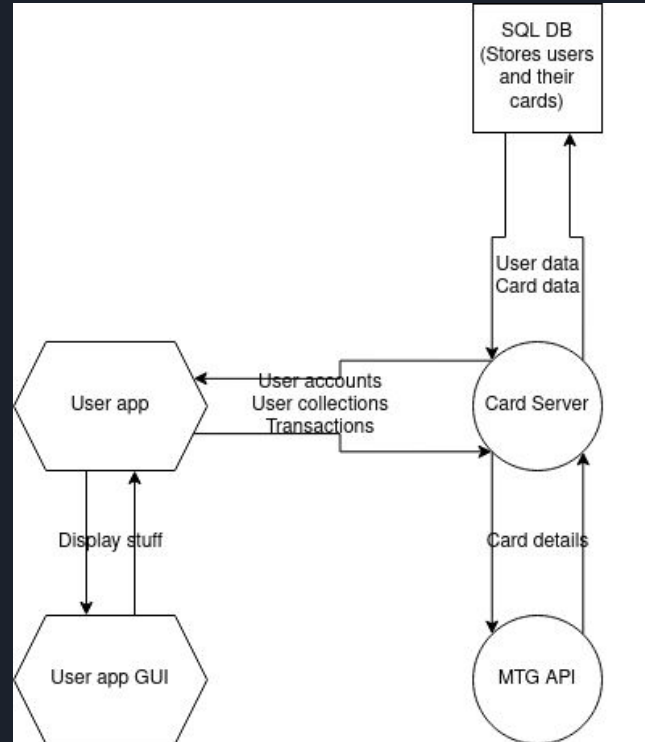 SQL DB
(Stores users
and their
cards)
User data
Card data
User accounts
User collections
Transactions
User app
Card Server
Display stuff
Card details
User app GUI
MTG API